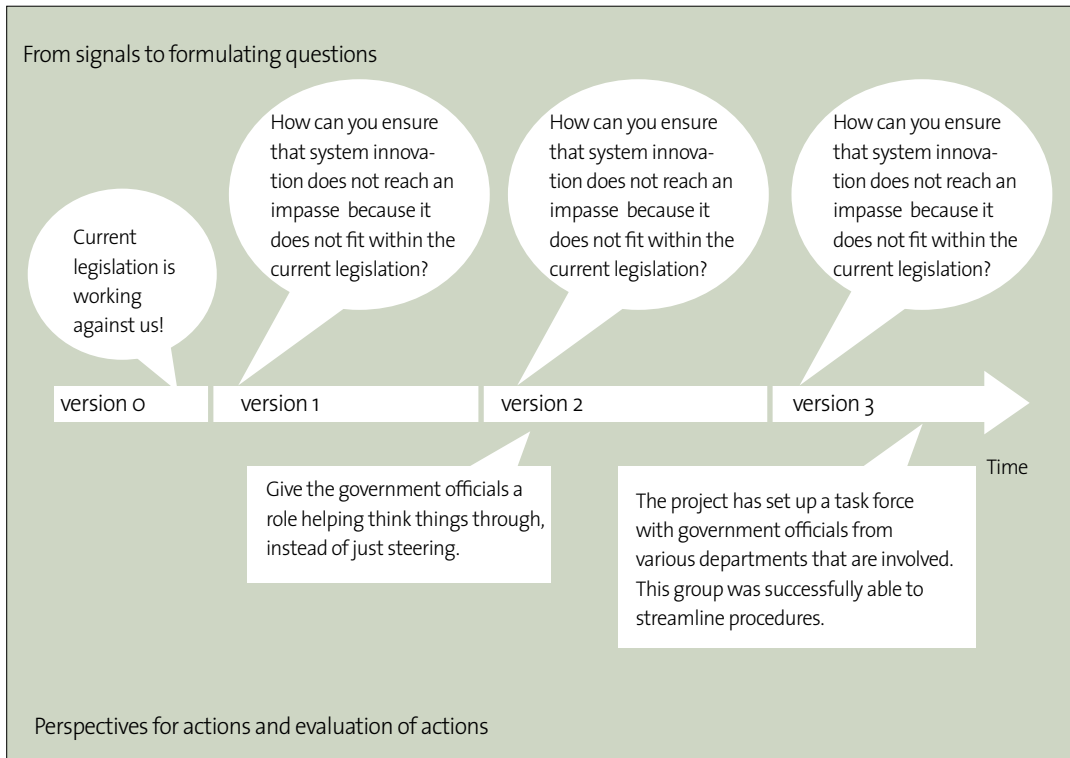 From signals to formulating questions
Current
legislation is
working
against us!
How can you ensure
that system innova-
tion does not reach an
impasse because it
does not fit within the
current legislation?
How can you ensure
that system innova-
tion does not reach an
impasse because it
does not fit within the
current legislation?
How can you ensure
that system innova-
tion does not reach an
impasse because it
does not fit within the
current legislation?
version 0
version 1
version 2
version 3
Time
Give the government officials a
role helping think things through,
instead of just steering.
The project has set up a task force
with government officials from
various departments that are involved.
This group was successfully able to
streamline procedures.
Perspectives for actions and evaluation of actions